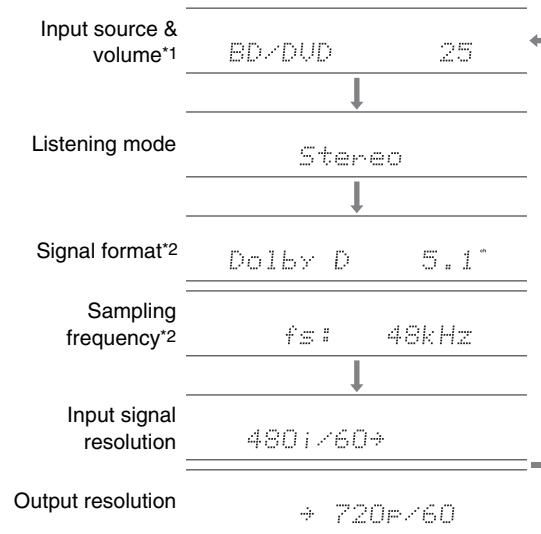 Input source &
volume*1
BD/DVD 25
Listening mode
Stereo
Signal format*2
Dolby D 5.1ch
Sampling
frequency*2
fs: 48kHz
Input signal
resolution
480i/60→
Output resolution
→ 720p/60